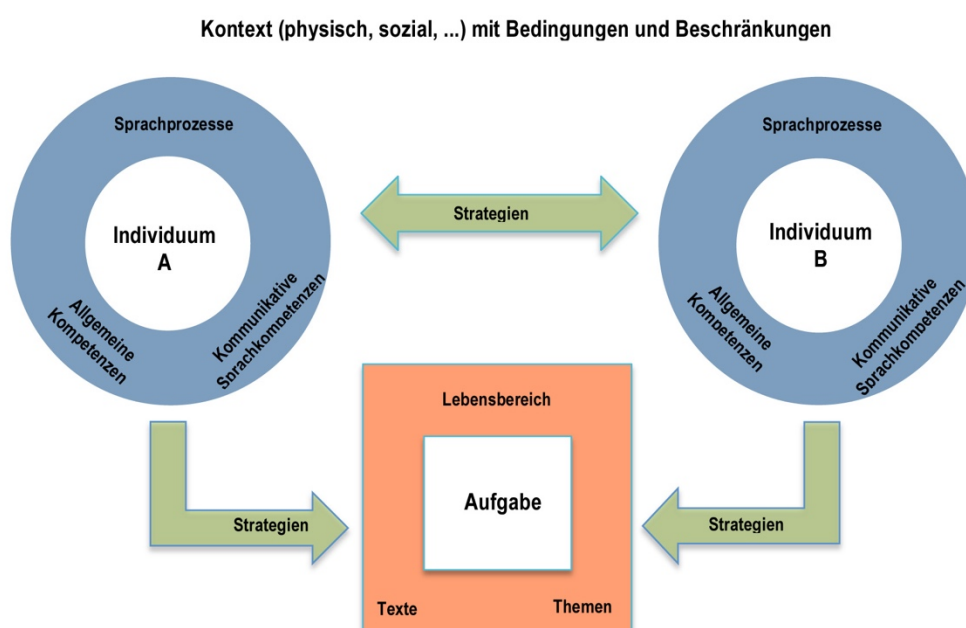 Kontext (physisch, sozial, ...) mit Bedingungen und Beschränkungen
Sprachprozesse
Individuum
A
Allgemeine
Kompetenzen
Kommunikative
Sprachkompetenzen
Strategien
Sprachprozesse
Individuum
B
Allgemeine
Kompetenzen
Kommunikative
Sprachkompetenzen
Strategien
Lebensbereich
Aufgabe
Texte
Themen
Strategien